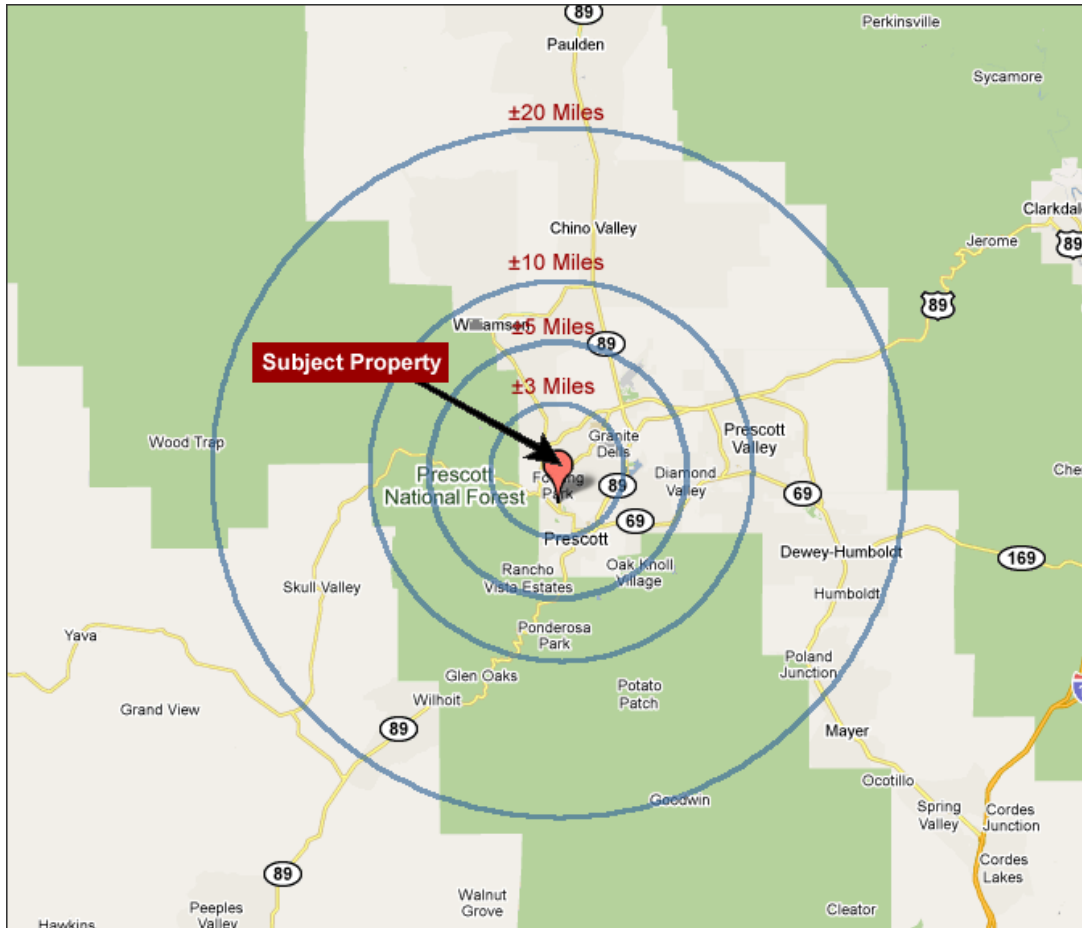 89
Perkinsville
Paulden
Sycamore
±20 Miles
Clarkdale
Chino Valley
Jerome
89
±10 Miles
89
Williamson
±5 Miles
89
Subject Property
±3 Miles
Prescott
Valley
Granite
Dells
Wood Trap
Prescott
National Forest
Park
89
Diamond
Valley
69
69
Prescott
Dewey-Humboldt
169
Rancho
Vista Estates
Oak Knoll
Village
Skull Valley
Humboldt
Ponderosa
Park
Yava
Poland
Junction
Glen Oaks
Potato
Patch
Wilhoit
Grand View
89
Mayer
Ocotillo
Goodwin
Spring
Valley
Cordes
Junction
Cordes
Lakes
89
Walnut
Grove
Peeples
Valley
Cleator
Hawkins